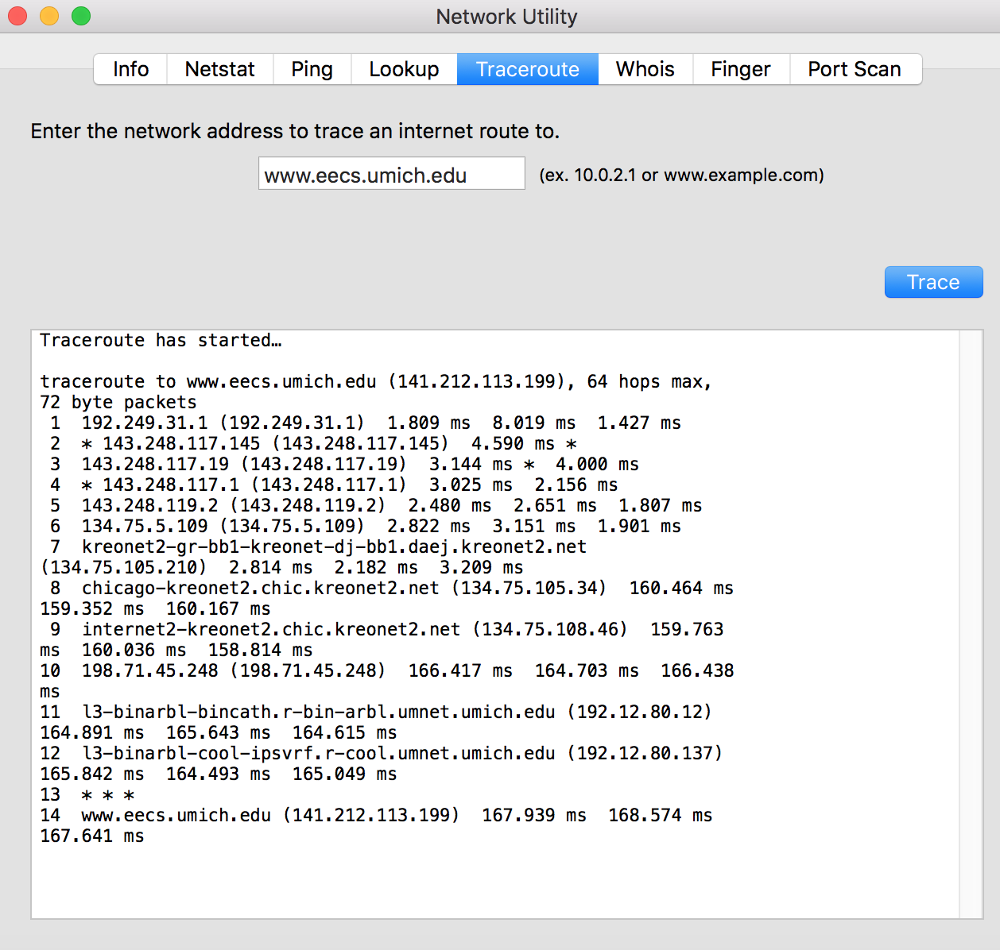 Network Utility
Info Netstat Ping Lookup Traceroute Whois Finger Port Scan
Enter the network address to trace an internet route to.
www.eecs.umich.edu (ex. 10.0.2.1 or www.example.com)
Trace
Traceroute has started…
traceroute to www.eecs.umich.edu (141.212.113.199), 64 hops max,
72 byte packets
1 192.249.31.1 (192.249.31.1) 1.809 ms 8.019 ms 1.427 ms
2 * 143.248.117.145 (143.248.117.145) 4.590 ms *
3 143.248.117.19 (143.248.117.19) 3.144 ms * 4.000 ms
4 * 143.248.117.1 (143.248.117.1) 3.025 ms 2.156 ms
5 143.248.119.2 (143.248.119.2) 2.480 ms 2.651 ms 1.807 ms
6 134.75.5.109 (134.75.5.109) 2.822 ms 3.151 ms 1.901 ms
7 kreonet2-gr-bb1-kreonet-dj-bb1.daej.kreonet2.net
(134.75.105.210) 2.814 ms 2.182 ms 3.209 ms
8 chicago-kreonet2.chic.kreonet2.net (134.75.105.34) 160.464 ms
159.352 ms 160.167 ms
9 internet2-kreonet2.chic.kreonet2.net (134.75.108.46) 159.763
ms 160.036 ms 158.814 ms
10 198.71.45.248 (198.71.45.248) 166.417 ms 164.703 ms 166.438
ms
11 l3-binarbl-bincath.r-bin-arbl.umnet.umich.edu (192.12.80.12)
164.891 ms 165.643 ms 164.615 ms
12 l3-binarbl-cool-ipsvrf.r-cool.umnet.umich.edu (192.12.80.137)
165.842 ms 164.493 ms 165.049 ms
13 * * *
14 www.eecs.umich.edu (141.212.113.199) 167.939 ms 168.574 ms
167.641 ms